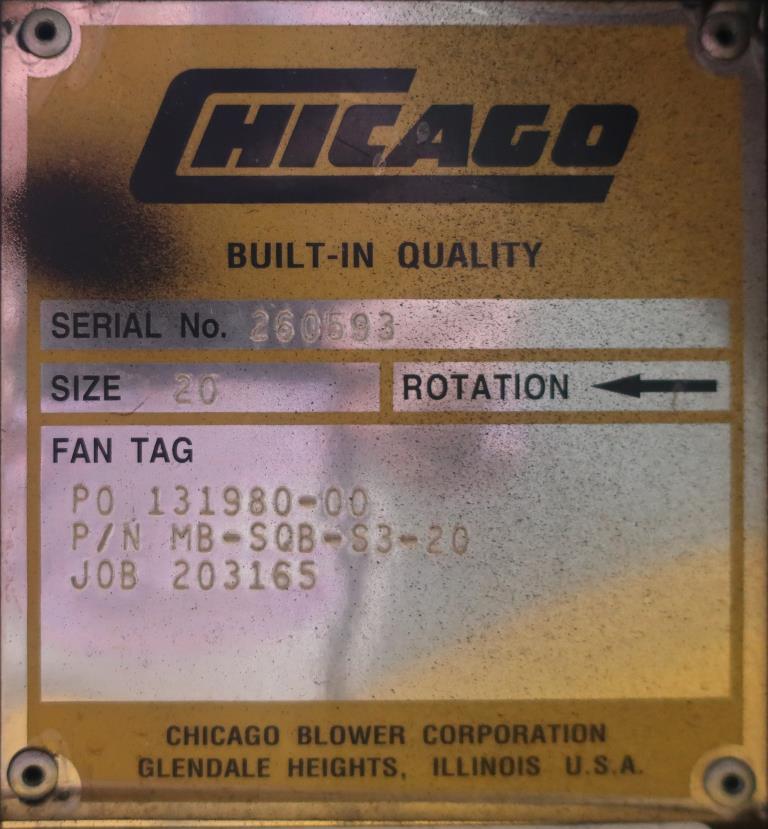 CHICAGO
BUILT-IN QUALITY
SERIAL No. 260593
SIZE 20 ROTATION
FAN TAG
PO 131980-00
P/N MB-SQB-S3-20
JOB 203165
CHICAGO BLOWER CORPORATION
GLENDALE HEIGHTS, ILLINOIS U.S.A.